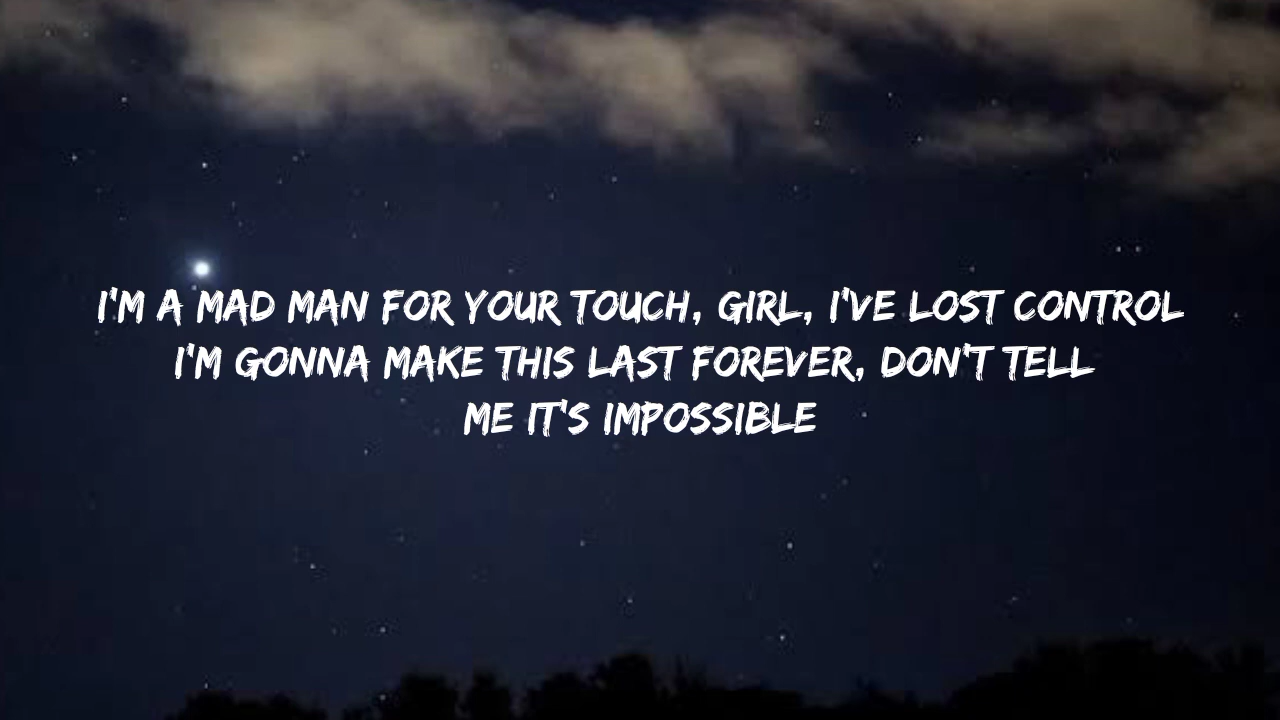 I'M A MAD MAN FOR YOUR TOUCH, GIRL, I'VE LOST CONTROL
I'M GONNA MAKE THIS LAST FOREVER, DON'T TELL
ME IT'S IMPOSSIBLE